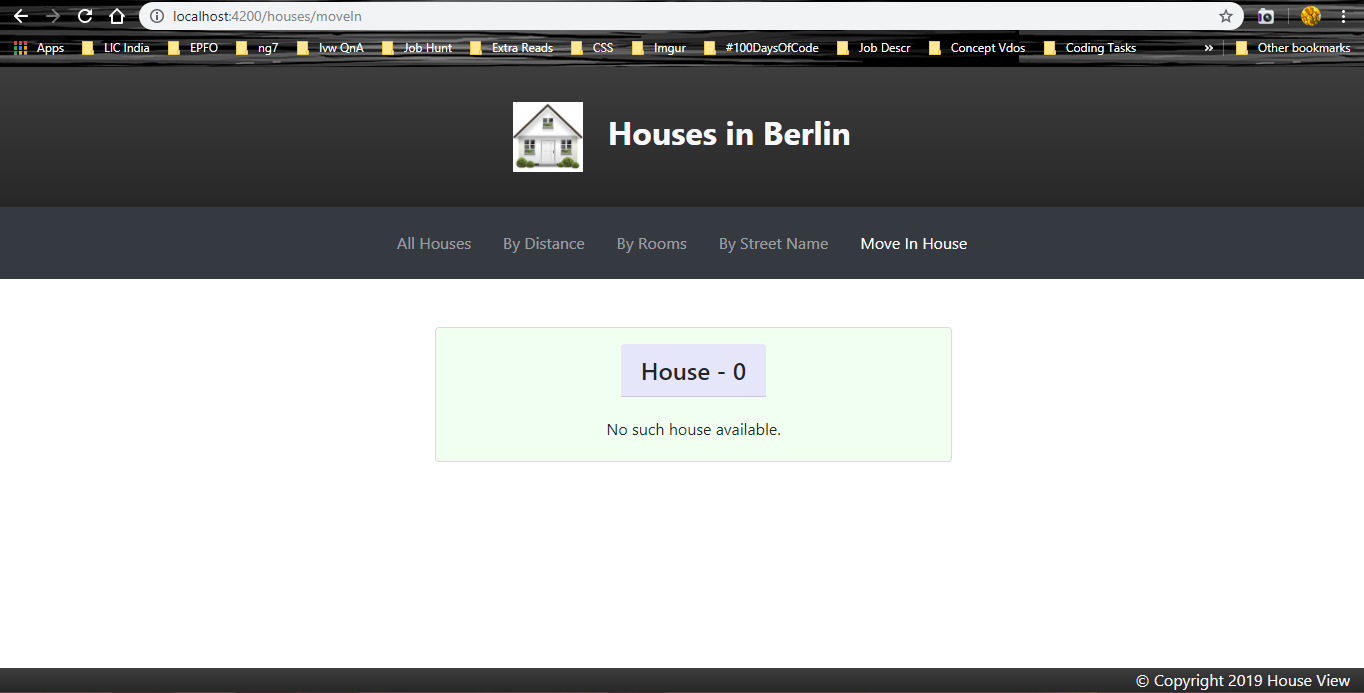 localhost:4200/houses/moveIn
Apps LIC India EPFO ng7 Ivw QnA Job Hunt Extra Reads CSS Imgur #100DaysOfCode Job Descr Concept Vdos Coding Tasks » Other bookmarks
Houses in Berlin
All Houses By Distance By Rooms By Street Name Move In House
House - 0
No such house available.
© Copyright 2019 House View